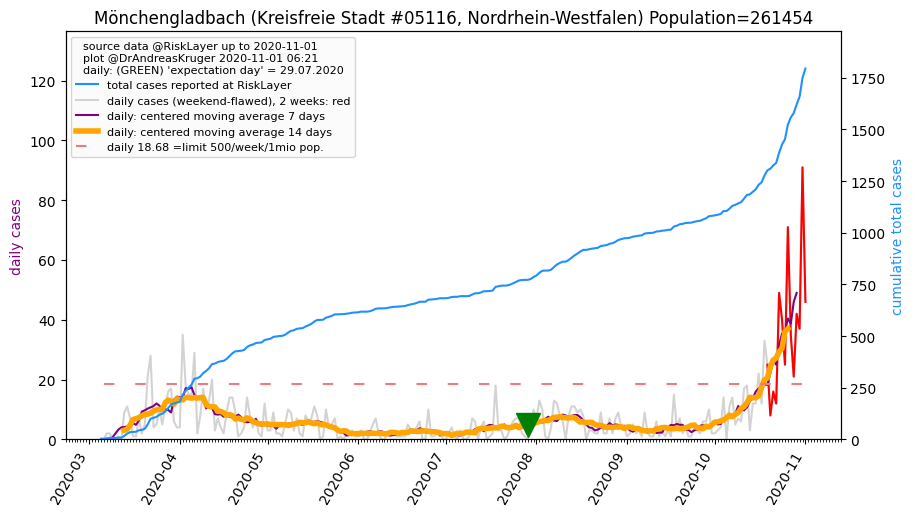 Mönchengladbach (Kreisfreie Stadt #05116, Nordrhein-Westfalen) Population=261454
source data @RiskLayer up to 2020-11-01
plot @DrAndreasKruger 2020-11-01 06:21
daily: (GREEN) 'expectation day' = 29.07.2020
total cases reported at RiskLayer
daily cases (weekend-flawed), 2 weeks: red
daily: centered moving average 7 days
daily: centered moving average 14 days
daily 18.68 =limit 500/week/1mio pop.
daily cases
120
100
80
60
40
20
0
1750
1500
1250
1000
750
500
250
0
cumulative total cases
2020-03
2020-04
2020-05
2020-06
2020-07
2020-08
2020-09
2020-10
2020-11